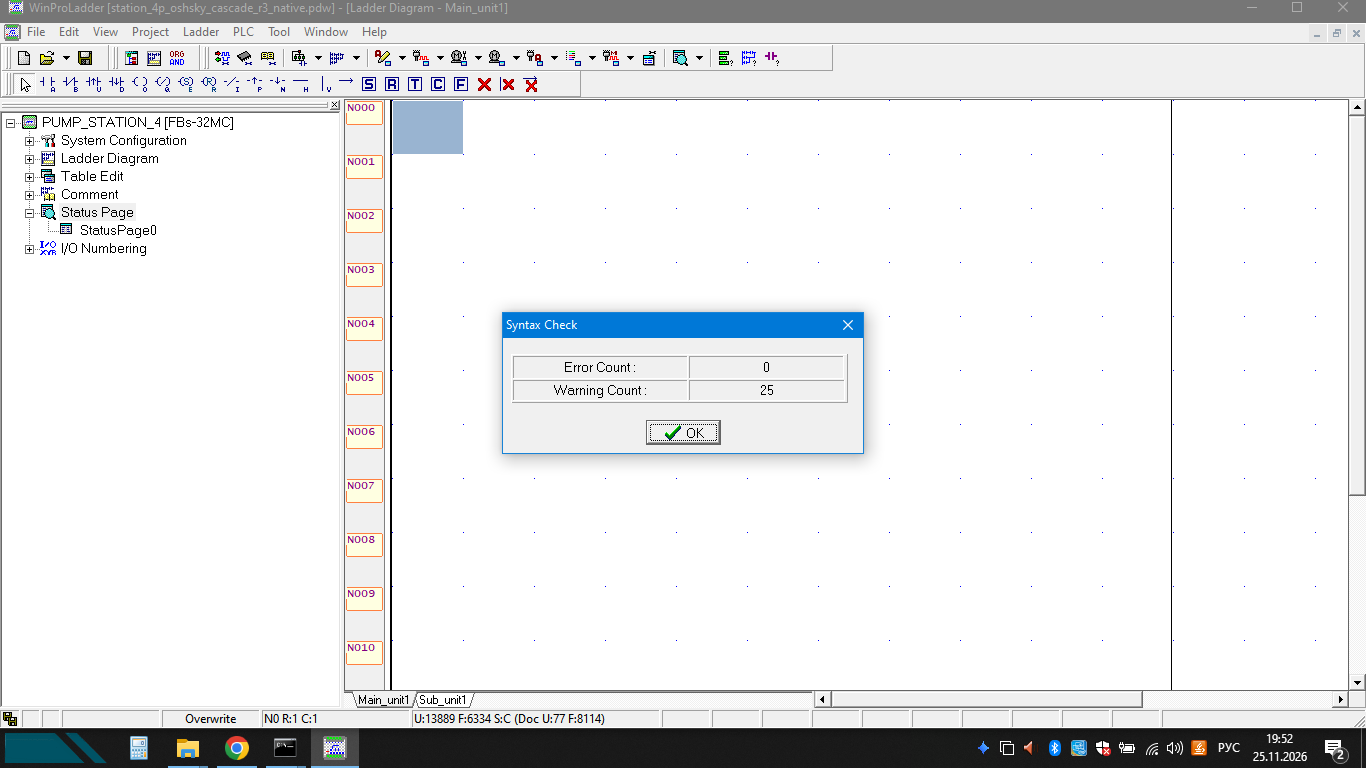 WinProLadder [station_4p_oshsky_cascade_r3_native.pdw] - [Ladder Diagram - Main_unit1]
File Edit View Project Ladder PLC Tool Window Help
ORG
AND
A B U D O Q S R I P N H V
S R T C F
PUMP_STATION_4 [FBs-32MC]
System Configuration
Ladder Diagram
Table Edit
Comment
Status Page
StatusPage0
I/O Numbering
N000
N001
N002
N003
N004
N005
N006
N007
N008
N009
N010
Syntax Check
Error Count : 0
Warning Count : 25
OK
Main_unit1 Sub_unit1
Overwrite N0 R:1 C:1 U:13889 F:6334 S:C (Doc U:77 F:8114)
РУС
19:52
25.11.2026
2